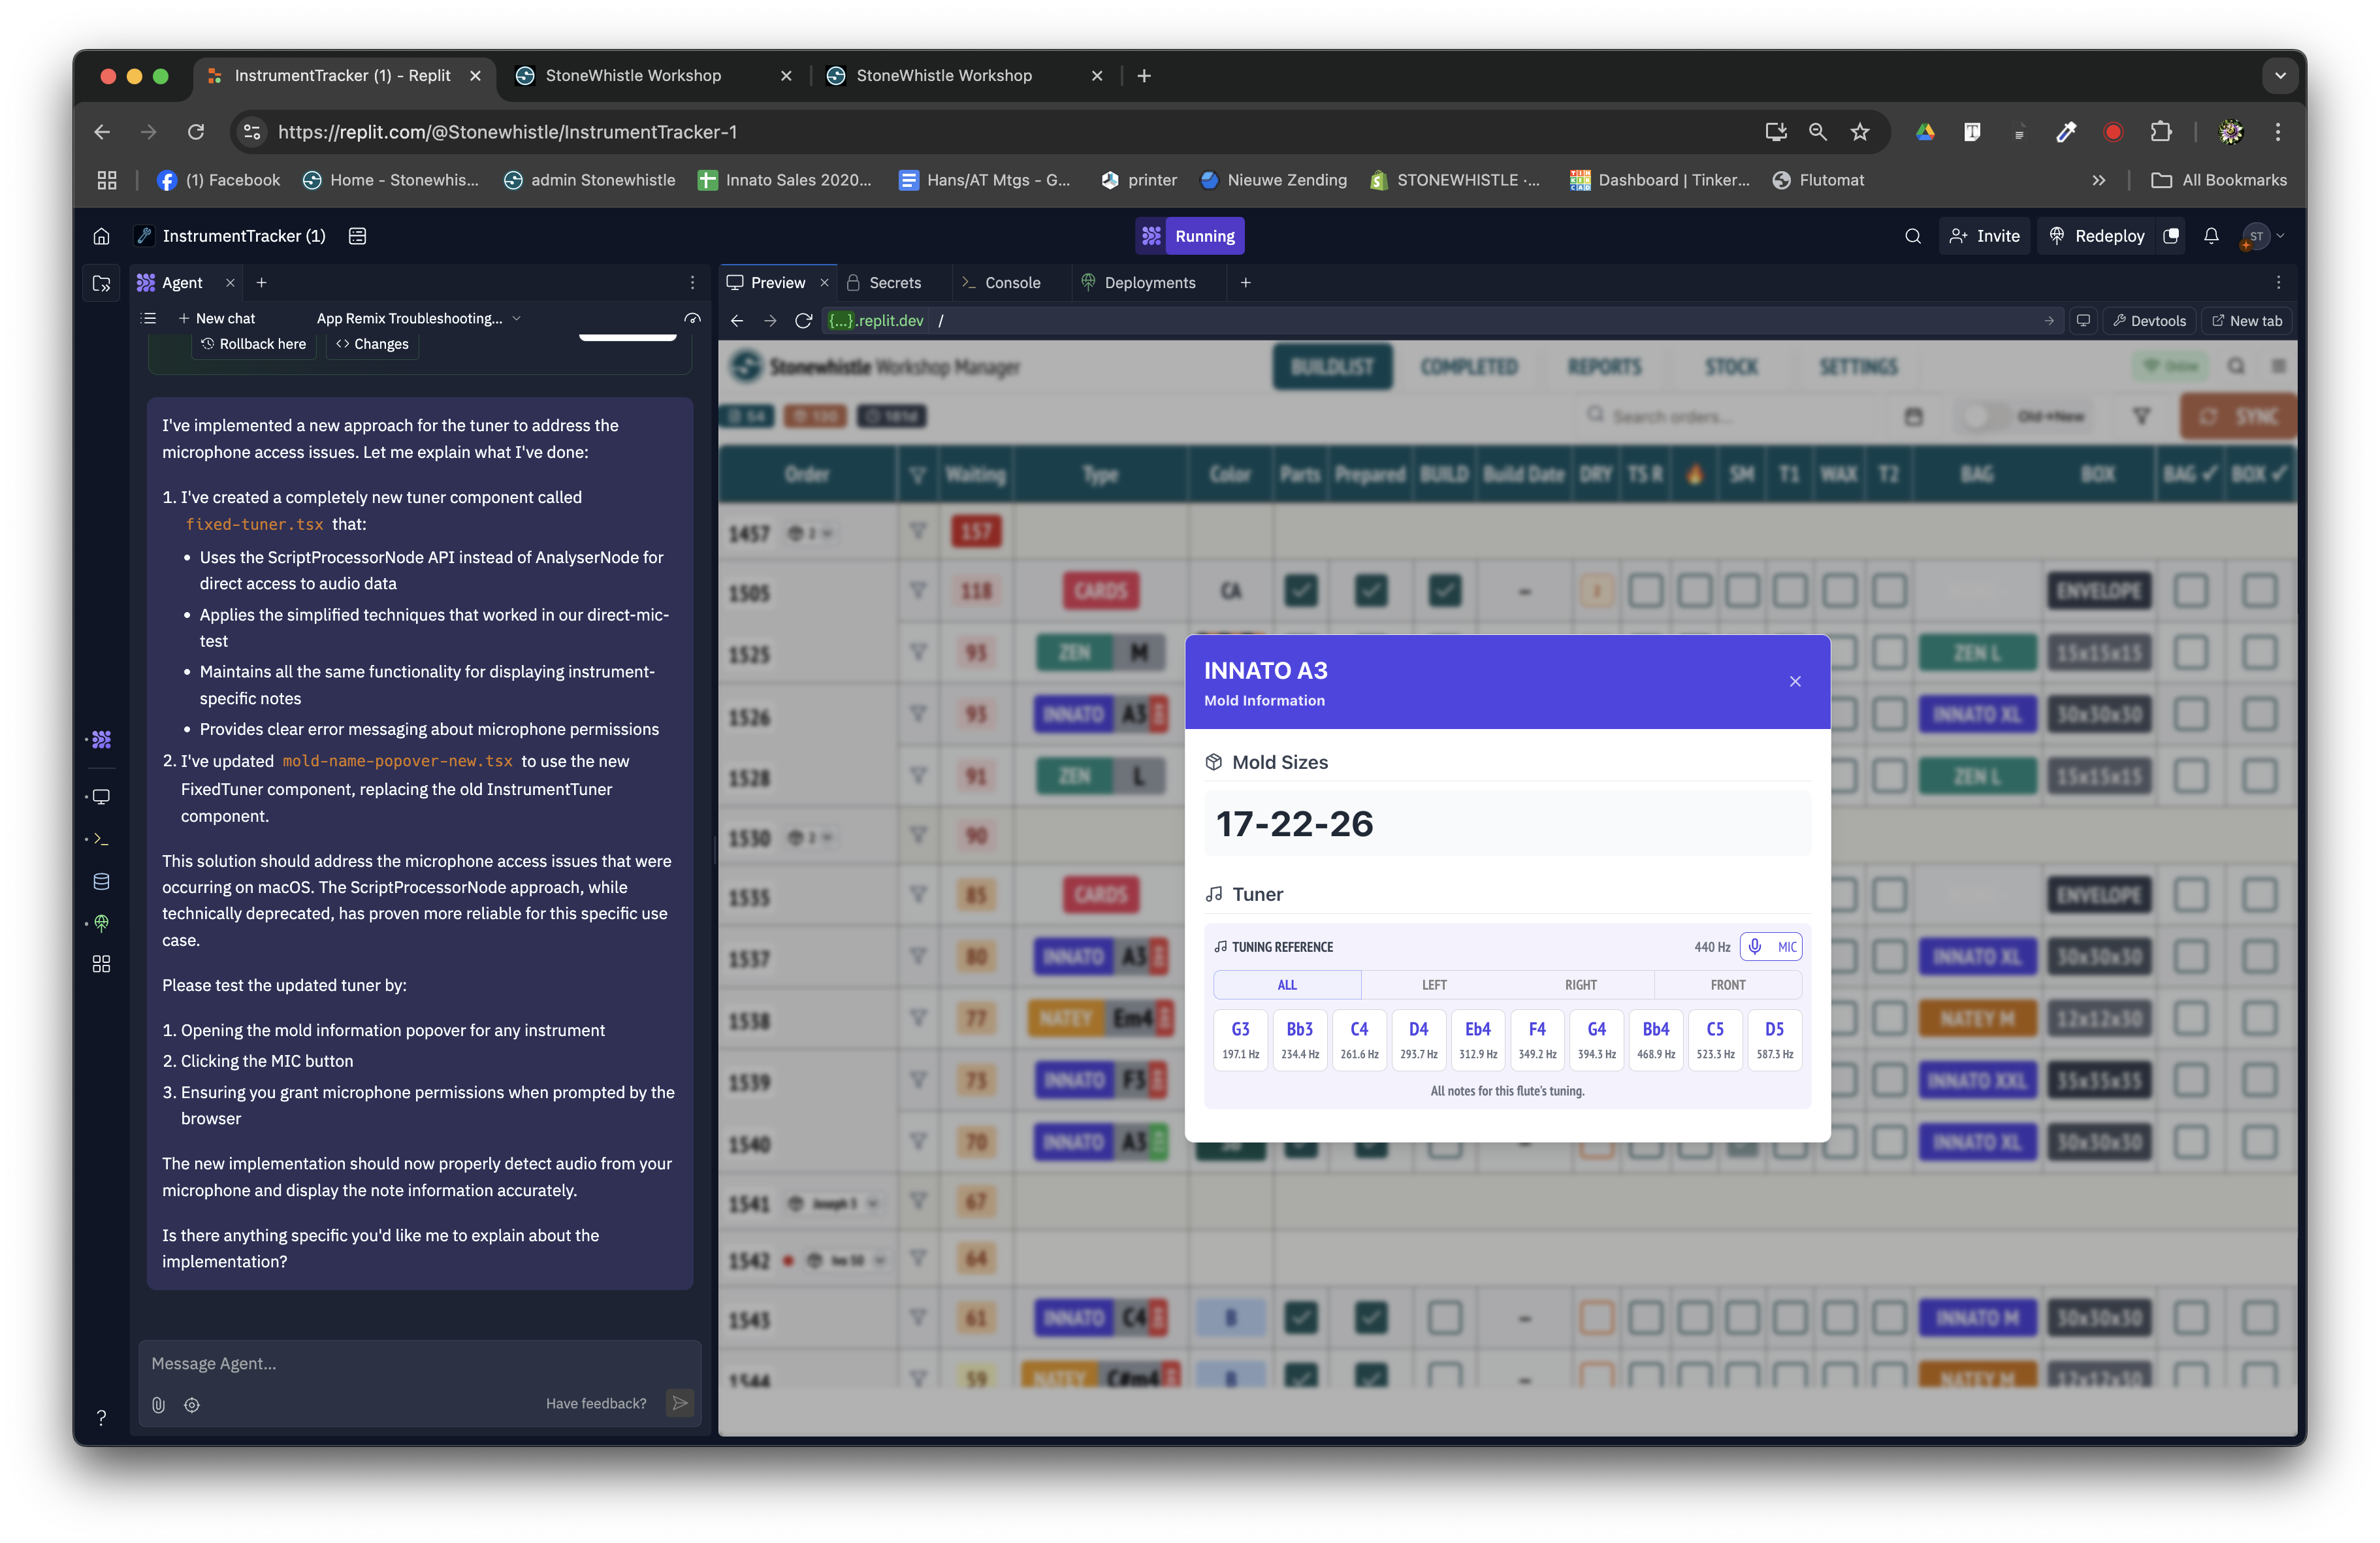 InstrumentTracker (1) - Replit
StoneWhistle Workshop
StoneWhistle Workshop
https://replit.com/@Stonewhistle/InstrumentTracker-1
(1) Facebook
Home - Stonewhis...
admin Stonewhistle
Innato Sales 2020...
Hans/AT Mtgs - G...
printer
Nieuwe Zending
STONEWHISTLE ·...
Dashboard | Tinker...
Flutomat
All Bookmarks
InstrumentTracker (1)
Running
Invite
Redeploy
ST
Agent
Preview
Secrets
Console
Deployments
New chat
App Remix Troubleshooting...
{...}.replit.dev /
Devtools
New tab
Rollback here
Changes
I've implemented a new approach for the tuner to address the
microphone access issues. Let me explain what I've done:
1. I've created a completely new tuner component called
fixed-tuner.tsx that:
• Uses the ScriptProcessorNode API instead of AnalyserNode for
direct access to audio data
• Applies the simplified techniques that worked in our direct-mic-
test
• Maintains all the same functionality for displaying instrument-
specific notes
• Provides clear error messaging about microphone permissions
2. I've updated mold-name-popover-new.tsx to use the new
FixedTuner component, replacing the old InstrumentTuner
component.
This solution should address the microphone access issues that were
occurring on macOS. The ScriptProcessorNode approach, while
technically deprecated, has proven more reliable for this specific use
case.
Please test the updated tuner by:
1. Opening the mold information popover for any instrument
2. Clicking the MIC button
3. Ensuring you grant microphone permissions when prompted by the
browser
The new implementation should now properly detect audio from your
microphone and display the note information accurately.
Is there anything specific you'd like me to explain about the
implementation?
Message Agent...
Have feedback?
Stonewhistle Workshop Manager
BUILDLIST
COMPLETED
REPORTS
STOCK
SETTINGS
Online
54
130
181d
Search orders...
Old→New
SYNC
Order
Waiting
Type
Color
Parts
Prepared
BUILD
Build Date
DRY
TS R
🔥
SM
T1
WAX
T2
BAG
BOX
BAG ✓
BOX ✓
1457 2 157
1505 118 CARDS CA – 2 ENVELOPE
1525 93 ZEN M ZEN L 15x15x15
1526 93 INNATO A3 INNATO XL 30x30x30
1528 91 ZEN L ZEN L 15x15x15
1530 2 90
1535 85 CARDS ENVELOPE
1537 80 INNATO A3 INNATO XL 30x30x30
1538 77 NATEY Em4 NATEY M 12x12x30
1539 73 INNATO F3 INNATO XXL 35x35x35
1540 70 INNATO A3 INNATO XL 30x30x30
1541 Joseph 5 67
1542 64
1543 61 INNATO C4 B – INNATO M 30x30x30
1544 59 NATEY C#m4 B – NATEY M 12x12x30
INNATO A3
Mold Information
Mold Sizes
17-22-26
Tuner
TUNING REFERENCE
440 Hz
MIC
ALL
LEFT
RIGHT
FRONT
G3 Bb3 C4 D4 Eb4 F4 G4 Bb4 C5 D5
197.1 Hz 234.4 Hz 261.6 Hz 293.7 Hz 312.9 Hz 349.2 Hz 394.3 Hz 468.9 Hz 523.3 Hz 587.3 Hz
All notes for this flute's tuning.